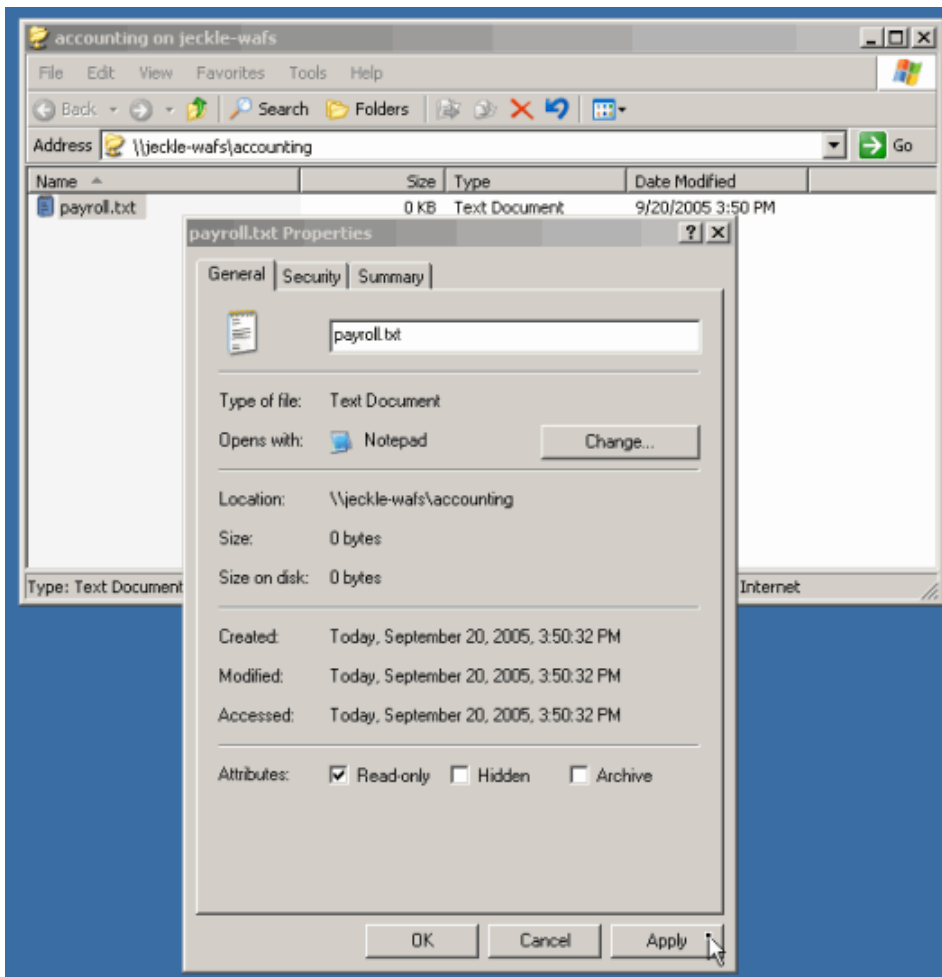 accounting on jeckle-wafs
File Edit View Favorites Tools Help
Back Search Folders
Address \\jeckle-wafs\accounting Go
Name Size Type Date Modified
payroll.txt 0 KB Text Document 9/20/2005 3:50 PM
payroll.txt Properties
General Security Summary
payroll.txt
Type of file: Text Document
Opens with: Notepad Change...
Location: \\jeckle-wafs\accounting
Size: 0 bytes
Size on disk: 0 bytes
Type: Text Document Internet
Created: Today, September 20, 2005, 3:50:32 PM
Modified: Today, September 20, 2005, 3:50:32 PM
Accessed: Today, September 20, 2005, 3:50:32 PM
Attributes: Read-only Hidden Archive
OK Cancel Apply